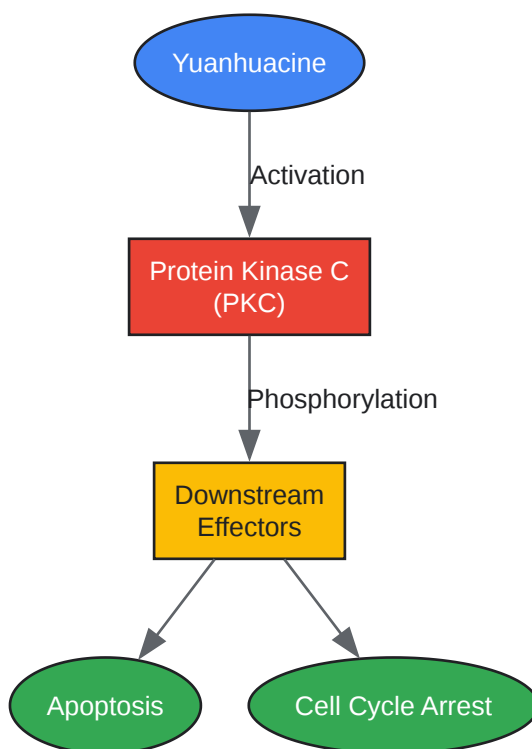 Yuanhuacine
Activation
Protein Kinase C
(PKC)
Phosphorylation
Downstream
Effectors
Apoptosis
Cell Cycle Arrest